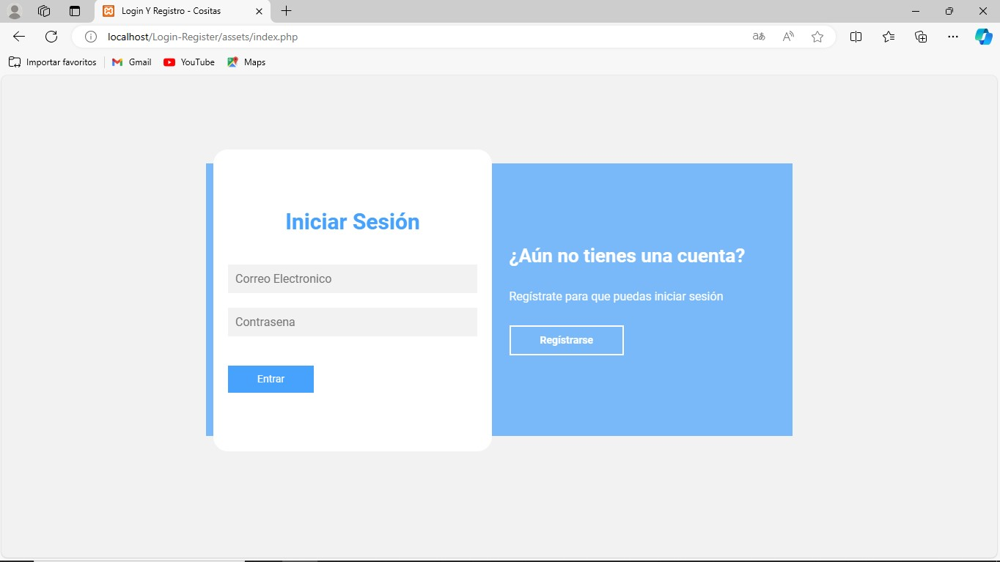 Login Y Registro - Cositas
localhost/Login-Register/assets/index.php
Importar favoritos
Gmail
YouTube
Maps
Iniciar Sesión
Correo Electronico
Contrasena
Entrar
¿Aún no tienes una cuenta?
Regístrate para que puedas iniciar sesión
Regístrarse